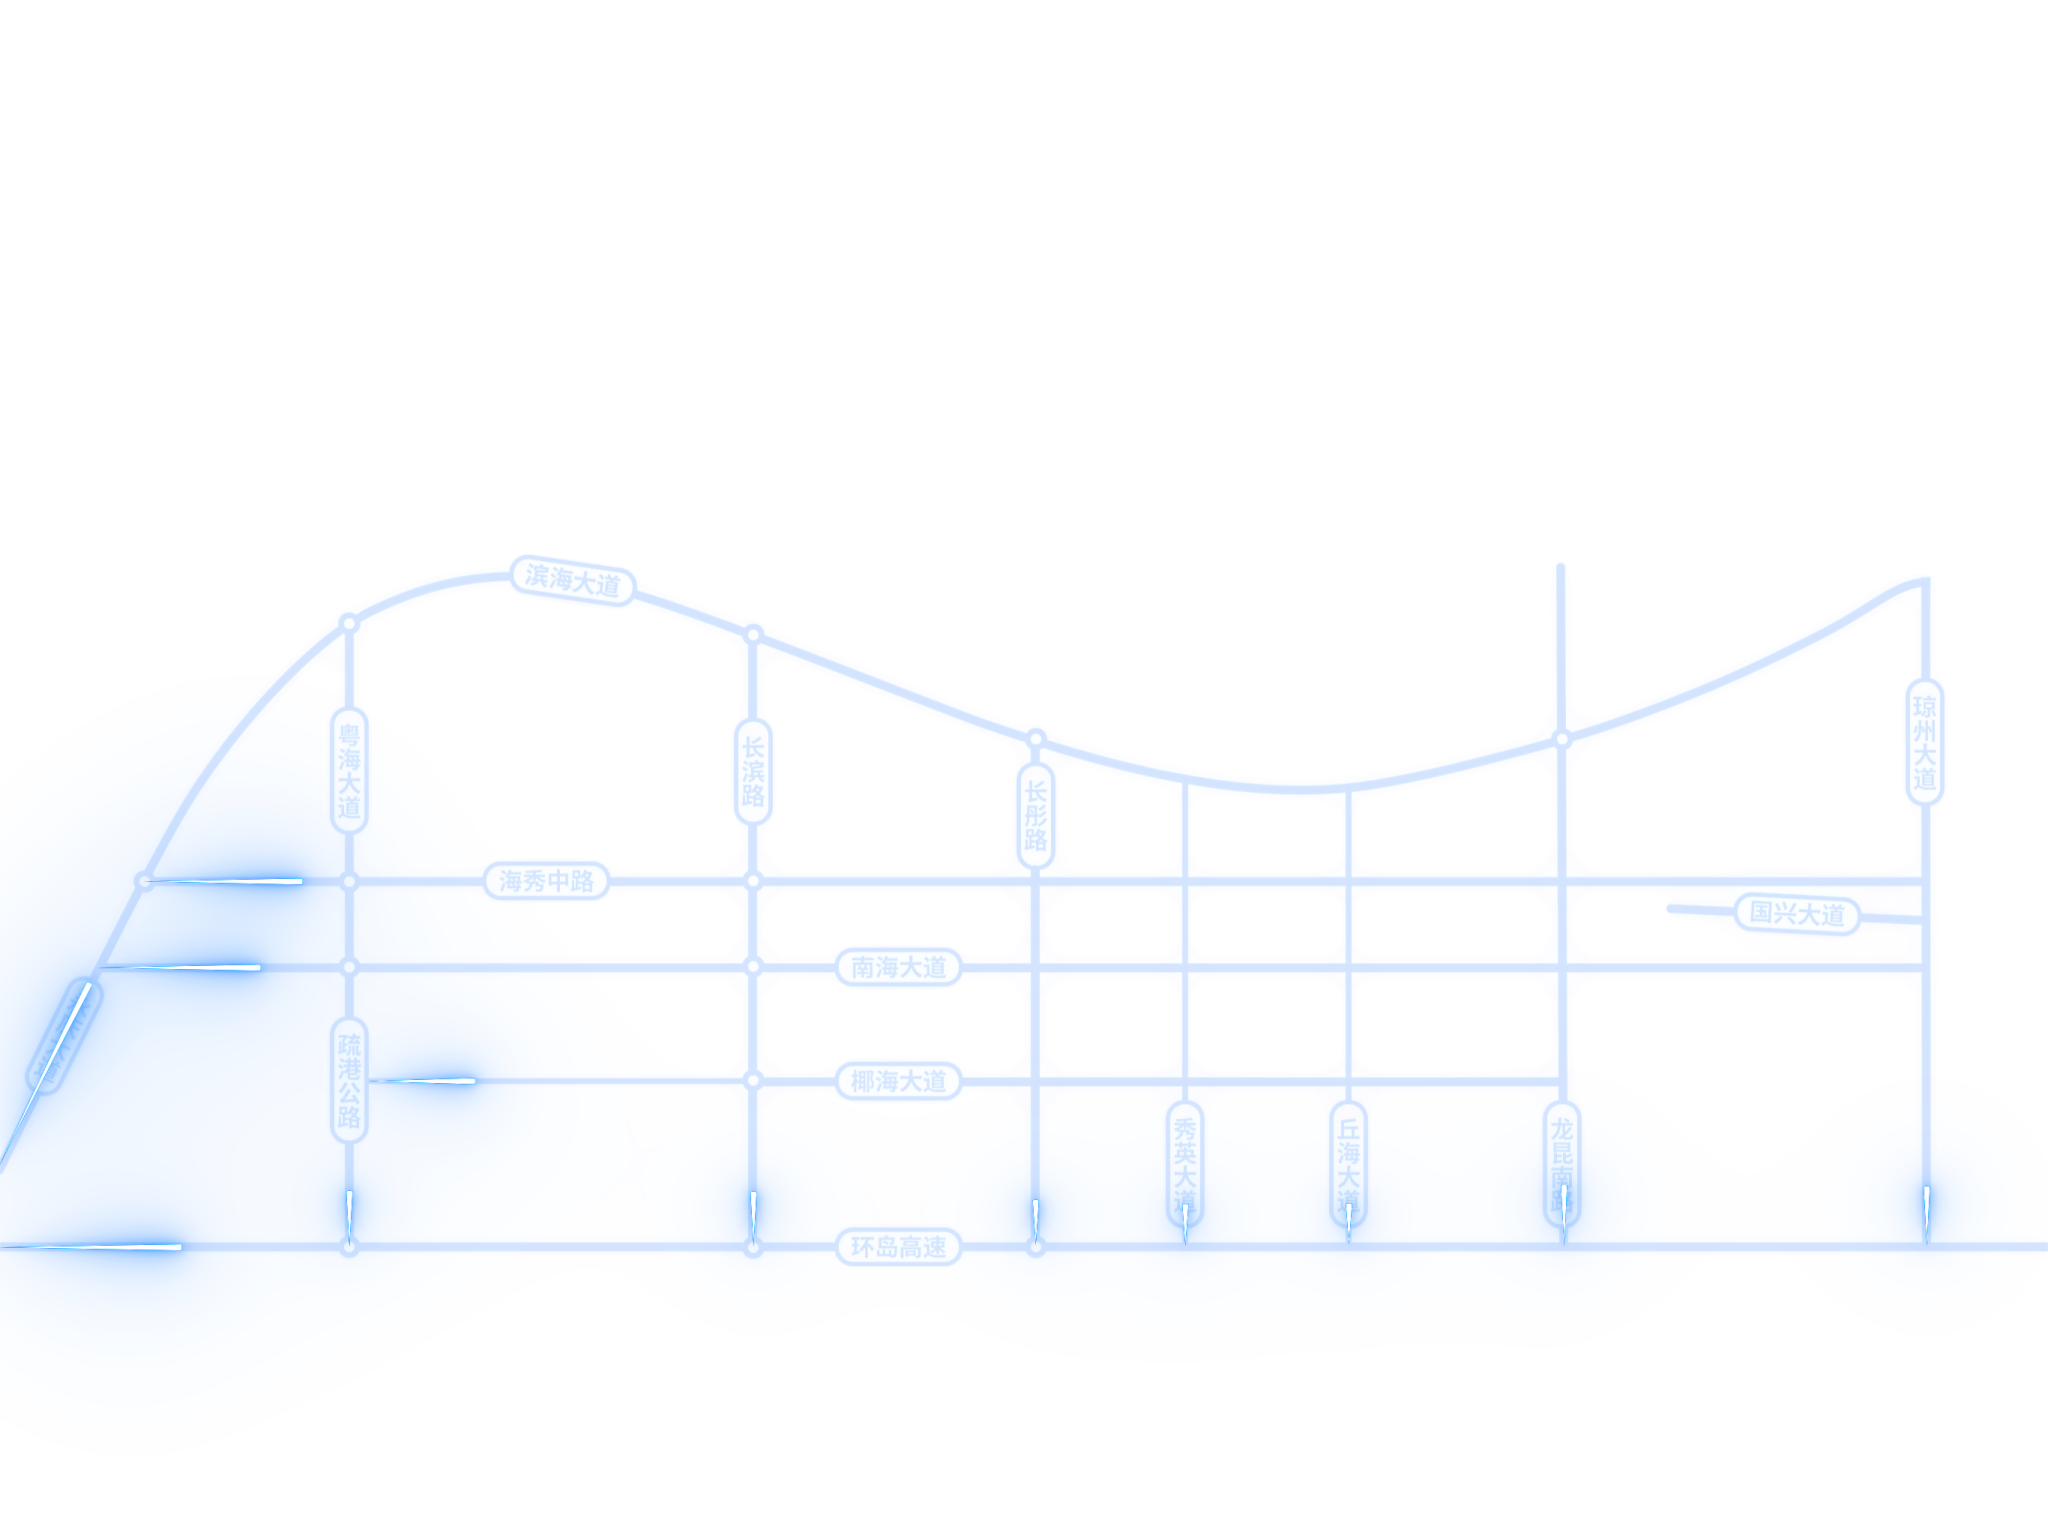 滨海大道
粤海大道
长滨路
长彤路
琼州大道
海秀中路
国兴大道
南海大道
疏港公路
椰海大道
秀英大道
丘海大道
龙昆南路
环岛高速